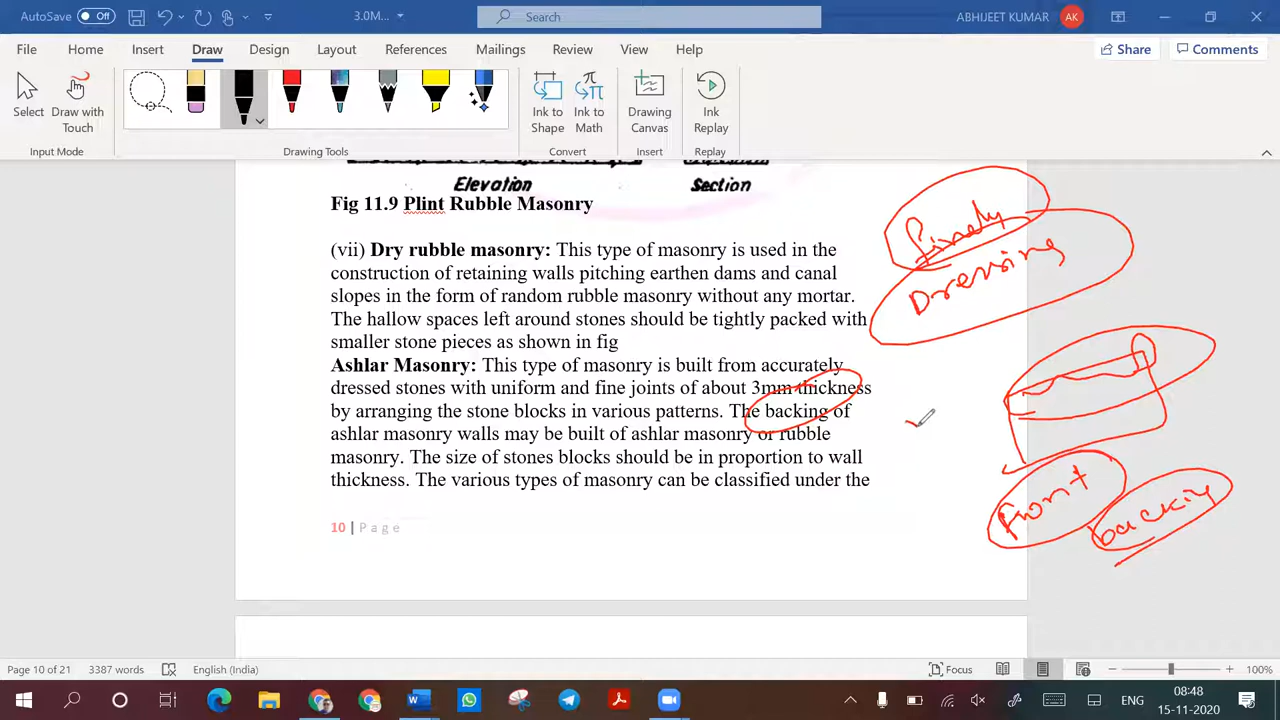 AutoSave Off 3.0M... Search ABHIJEET KUMAR AK
File Home Insert Draw Design Layout References Mailings Review View Help Share Comments
Select Draw with Touch Ink to Shape Ink to Math Drawing Canvas Ink Replay
Input Mode Drawing Tools Convert Insert Replay
Elevation Section
Fig 11.9 Plint Rubble Masonry
(vii) Dry rubble masonry: This type of masonry is used in the
construction of retaining walls pitching earthen dams and canal
slopes in the form of random rubble masonry without any mortar.
The hallow spaces left around stones should be tightly packed with
smaller stone pieces as shown in fig
Ashlar Masonry: This type of masonry is built from accurately
dressed stones with uniform and fine joints of about 3mm thickness
by arranging the stone blocks in various patterns. The backing of
ashlar masonry walls may be built of ashlar masonry or rubble
masonry. The size of stones blocks should be in proportion to wall
thickness. The various types of masonry can be classified under the
10 | Page
finely
Dressing
Front
backing
Page 10 of 21 3387 words English (India) Focus 100%
ENG 08:48
15-11-2020